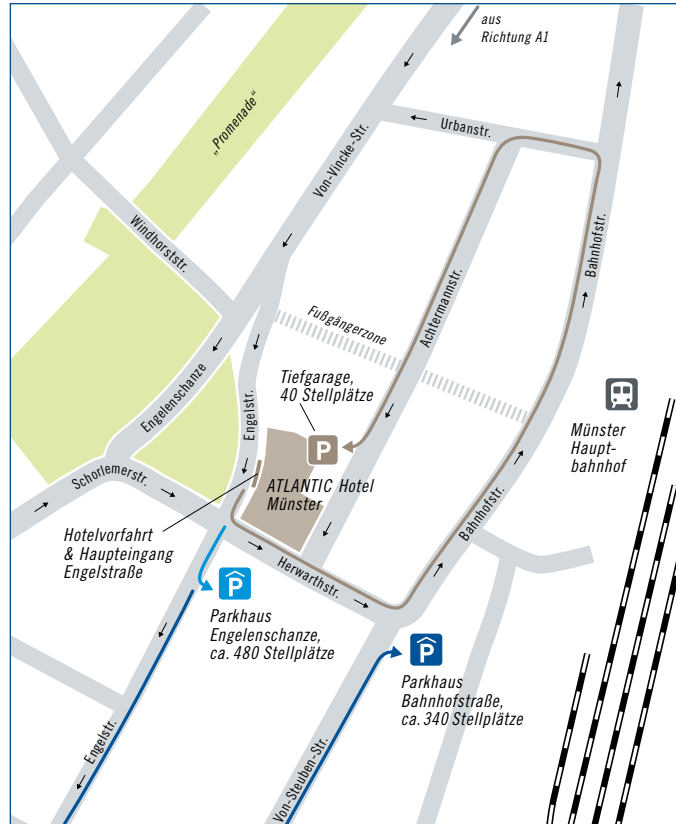 aus
Richtung A1
Urbanstr.
„Promenade“
Von-Vincke-Str.
Windhorststr.
Bahnhofstr.
Achtermannstr.
Fußgängerzone
Engelenschanze
Tiefgarage,
40 Stellplätze
Engelstr.
P
Münster
Haupt-
bahnhof
Schorlemerstr.
ATLANTIC Hotel
Münster
Bahnhofstr.
Hotelvorfahrt
& Haupteingang
Engelstraße
Herwarthstr.
P
Parkhaus
Engelenschanze,
ca. 480 Stellplätze
P
Parkhaus
Bahnhofstraße,
ca. 340 Stellplätze
Engelstr.
Von-Steuben-Str.